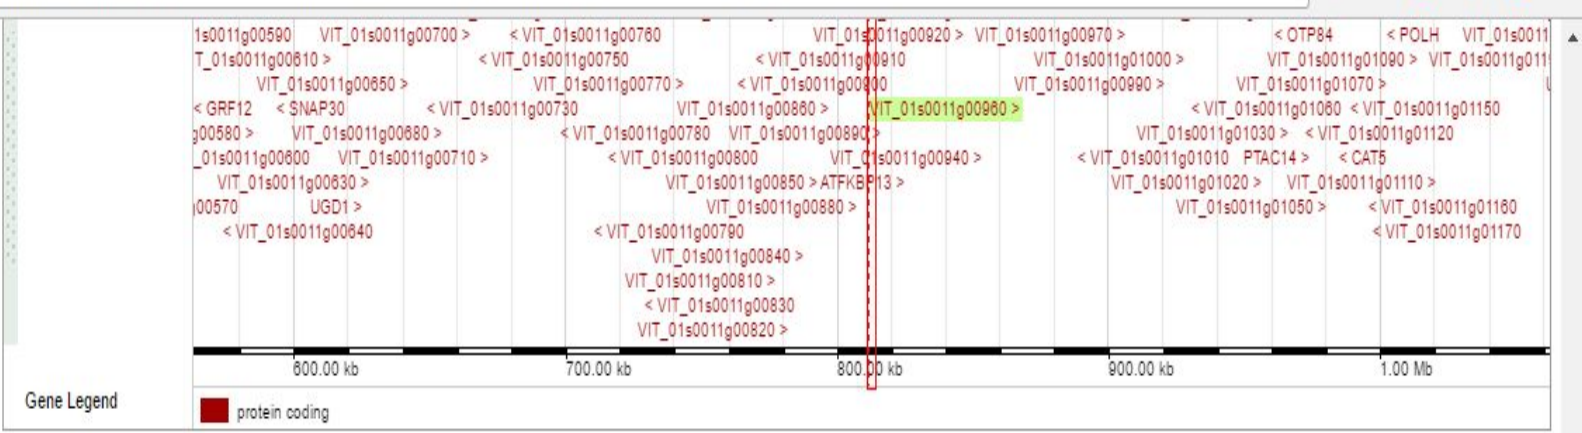 1s0011g00590 VIT_01s0011g00700 > < VIT_01s0011g00760 VIT_01s0011g00920 > VIT_01s0011g00970 > < OTP84 < POLH VIT_01s0011
T_01s0011g00610 > < VIT_01s0011g00750 < VIT_01s0011g00910 VIT_01s0011g01000 > VIT_01s0011g01090 > VIT_01s0011g011
VIT_01s0011g00650 > VIT_01s0011g00770 > < VIT_01s0011g00900 VIT_01s0011g00990 > VIT_01s0011g01070 >
< GRF12 < SNAP30 < VIT_01s0011g00730 VIT_01s0011g00860 > VIT_01s0011g00960 > < VIT_01s0011g01060 < VIT_01s0011g01150
g00580 > VIT_01s0011g00680 > < VIT_01s0011g00780 VIT_01s0011g00890 > VIT_01s0011g01030 > < VIT_01s0011g01120
_01s0011g00600 VIT_01s0011g00710 > < VIT_01s0011g00800 VIT_01s0011g00940 > < VIT_01s0011g01010 PTAC14 > < CAT5
VIT_01s0011g00630 > VIT_01s0011g00850 > ATFKBP13 > VIT_01s0011g01020 > VIT_01s0011g01110 >
00570 UGD1 > VIT_01s0011g00880 > VIT_01s0011g01050 > < VIT_01s0011g01160
< VIT_01s0011g00640 < VIT_01s0011g00790 < VIT_01s0011g01170
VIT_01s0011g00840 >
VIT_01s0011g00810 >
< VIT_01s0011g00830
VIT_01s0011g00820 >
600.00 kb 700.00 kb 800.00 kb 900.00 kb 1.00 Mb
Gene Legend
protein coding